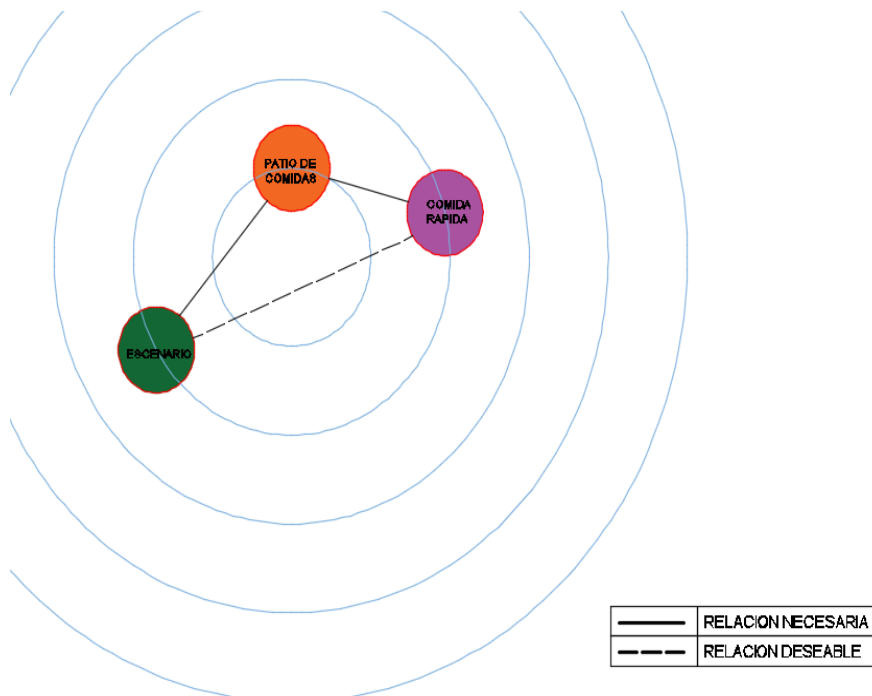 PATIO DE
COMIDAS
COMIDA
RAPIDA
ESCENARIO
RELACION NECESARIA
RELACION DESEABLE